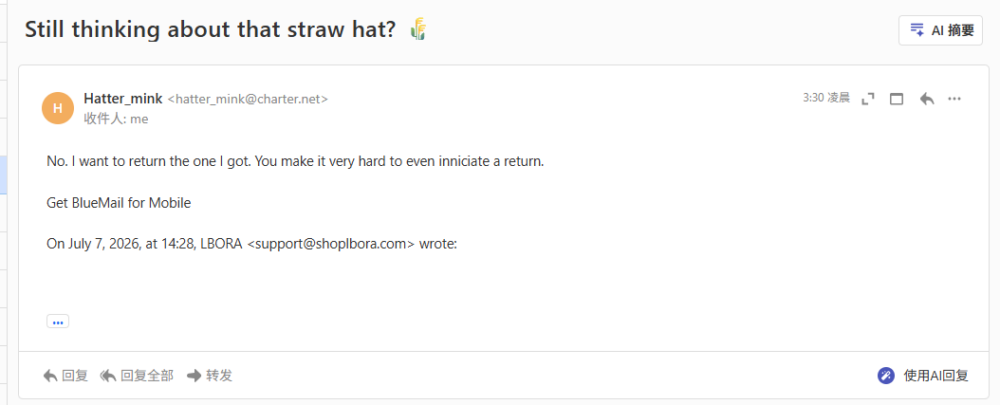 Still thinking about that straw hat? 🌾
AI 摘要
H
Hatter_mink <hatter_mink@charter.net>
3:30 凌晨
收件人: me
No. I want to return the one I got. You make it very hard to even inniciate a return.
Get BlueMail for Mobile
On July 7, 2026, at 14:28, LBORA <support@shoplbora.com> wrote:
...
回复 回复全部 转发
使用AI回复